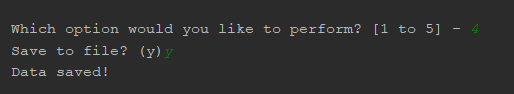 Which option would you like to perform? [1 to 5] - 4
Save to file? (y)y
Data saved!